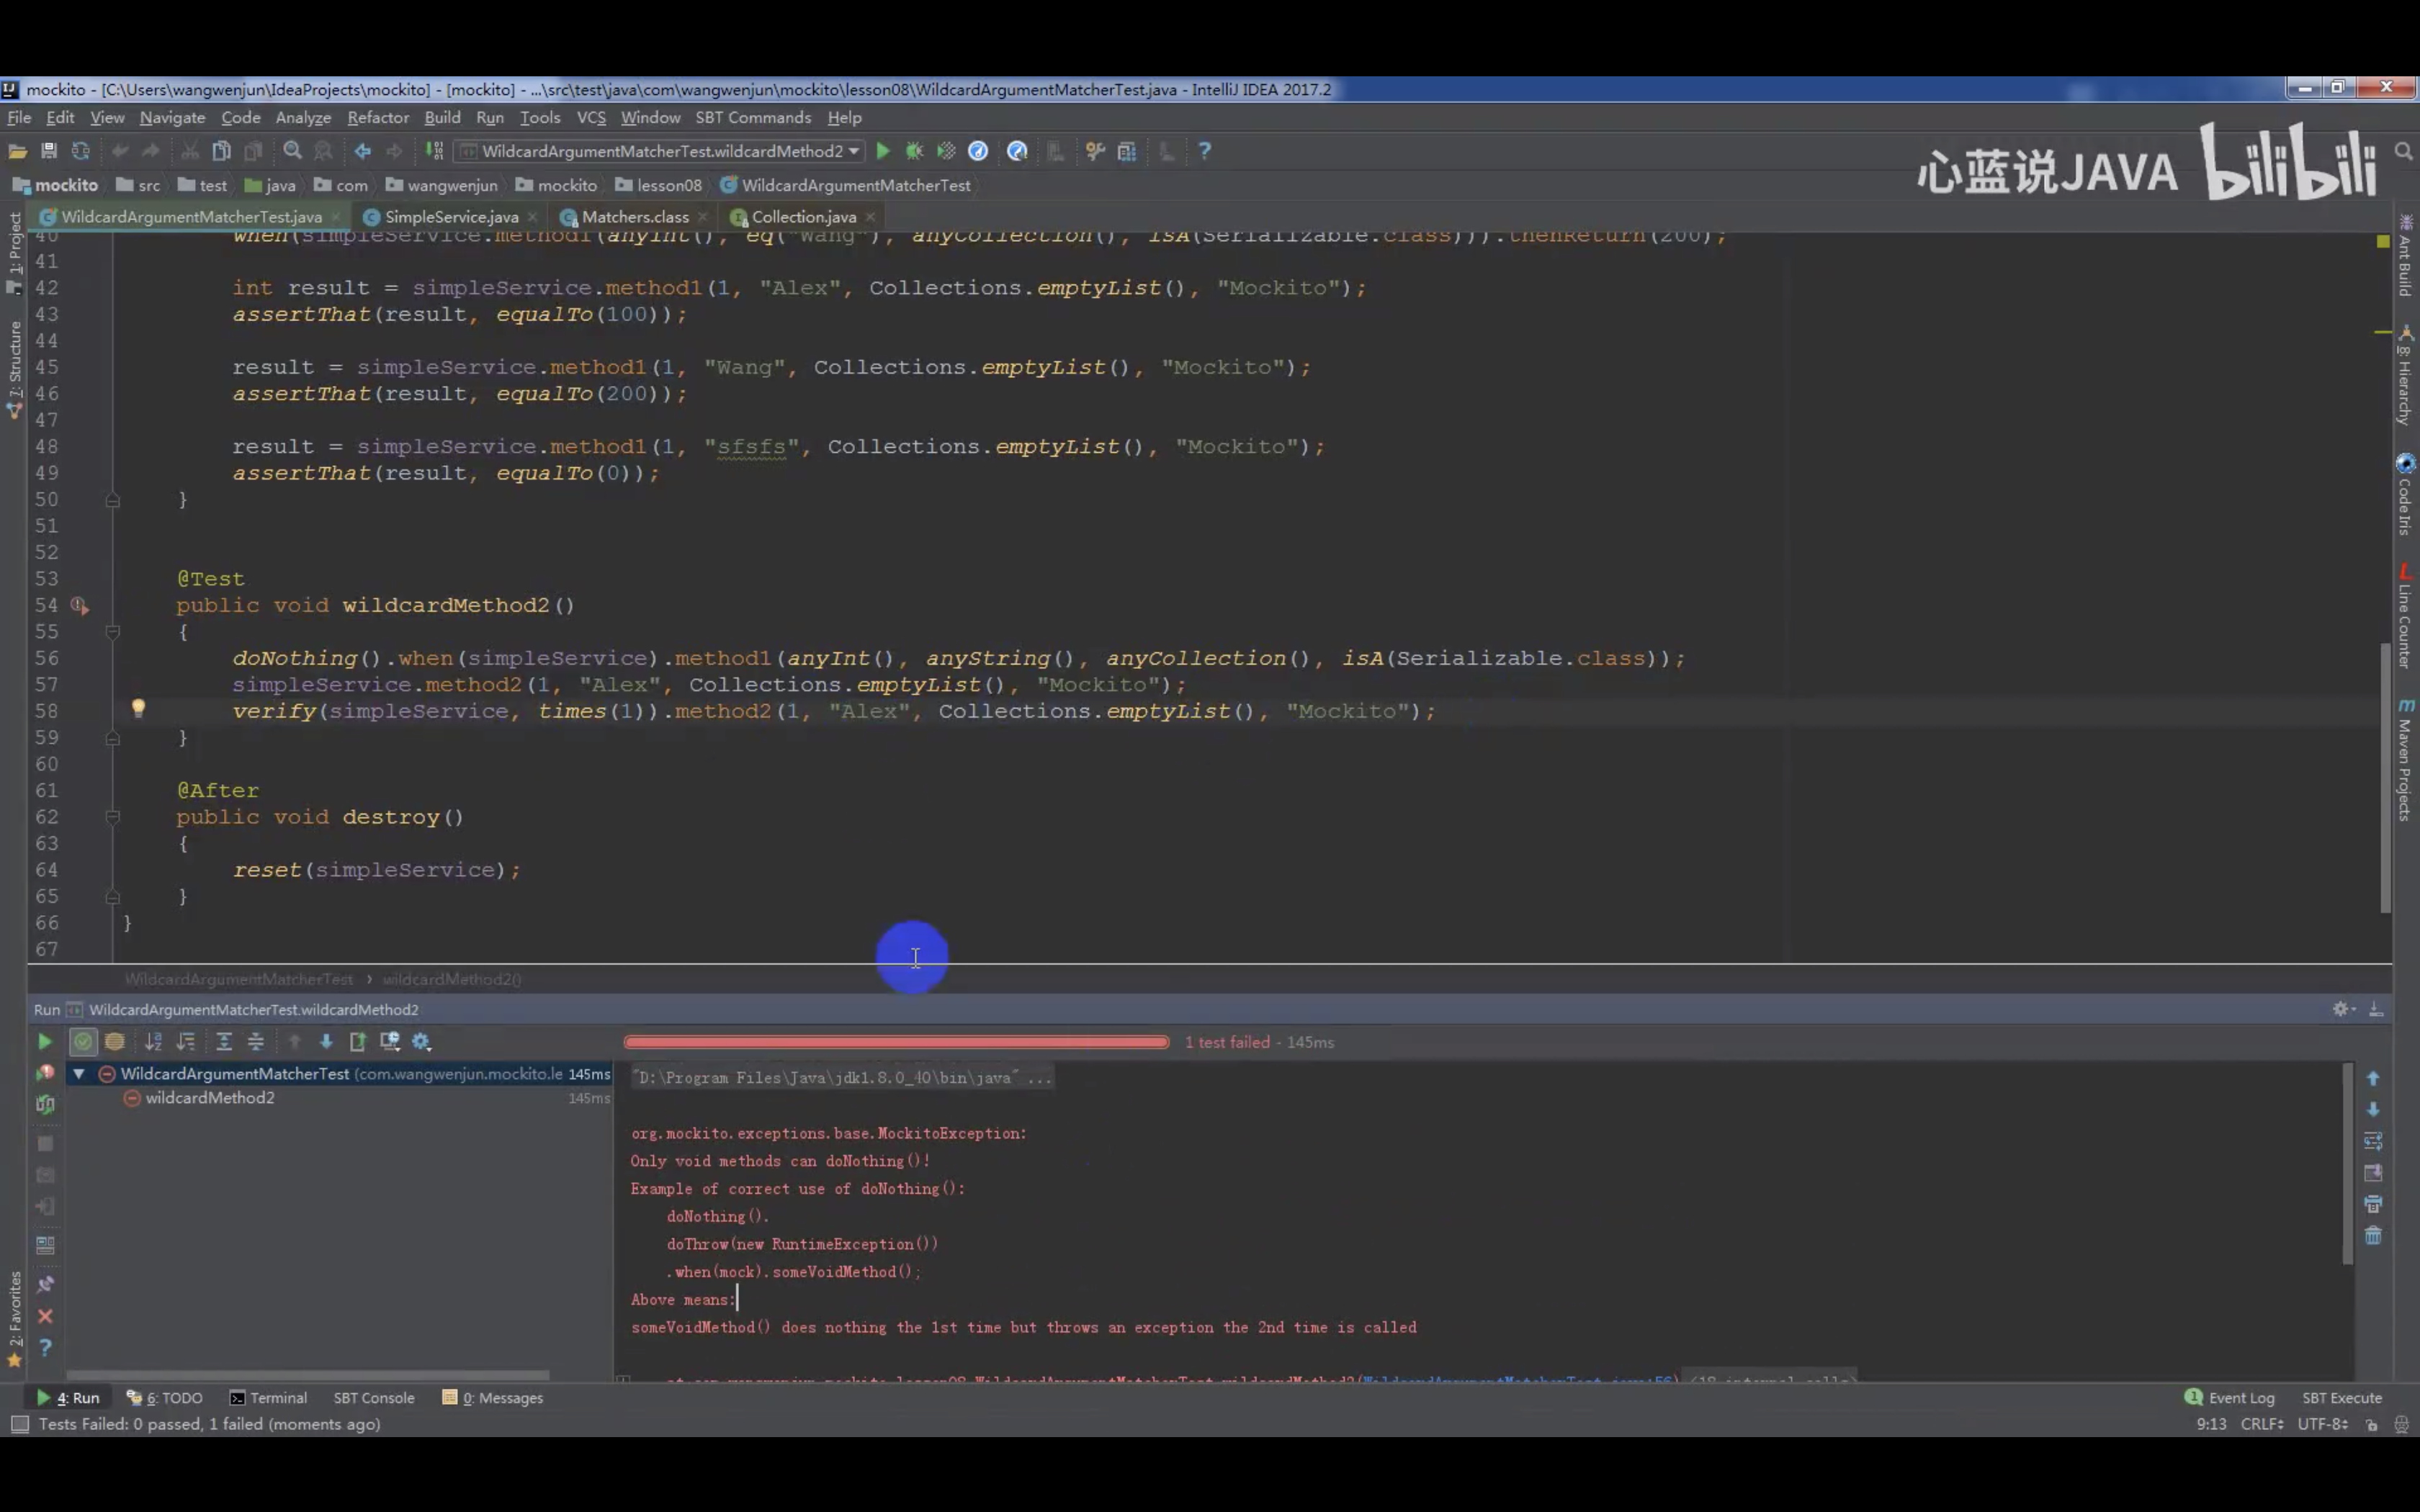 mockito - [C:\Users\wangwenjun\IdeaProjects\mockito] - [mockito] - ...\src\test\java\com\wangwenjun\mockito\lesson08\WildcardArgumentMatcherTest.java - IntelliJ IDEA 2017.2
File Edit View Navigate Code Analyze Refactor Build Run Tools VCS Window SBT Commands Help
WildcardArgumentMatcherTest.wildcardMethod2
心蓝说JAVA bilibili
mockito src test java com wangwenjun mockito lesson08 WildcardArgumentMatcherTest
WildcardArgumentMatcherTest.java SimpleService.java Matchers.class Collection.java
1: Project
7: Structure
2: Favorites
Ant Build
8: Hierarchy
Code Iris
Line Counter
Maven Projects
40 when(simpleService.method1(anyInt(), eq("Wang"), anyCollection(), isA(Serializable.class))).thenReturn(200);
41
42 int result = simpleService.method1(1, "Alex", Collections.emptyList(), "Mockito");
43 assertThat(result, equalTo(100));
44
45 result = simpleService.method1(1, "Wang", Collections.emptyList(), "Mockito");
46 assertThat(result, equalTo(200));
47
48 result = simpleService.method1(1, "sfsfs", Collections.emptyList(), "Mockito");
49 assertThat(result, equalTo(0));
50 }
51
52
53 @Test
54 public void wildcardMethod2()
55 {
56 doNothing().when(simpleService).method1(anyInt(), anyString(), anyCollection(), isA(Serializable.class));
57 simpleService.method2(1, "Alex", Collections.emptyList(), "Mockito");
58 verify(simpleService, times(1)).method2(1, "Alex", Collections.emptyList(), "Mockito");
59 }
60
61 @After
62 public void destroy()
63 {
64 reset(simpleService);
65 }
66 }
67
WildcardArgumentMatcherTest › wildcardMethod2()
Run WildcardArgumentMatcherTest.wildcardMethod2
1 test failed - 145ms
WildcardArgumentMatcherTest (com.wangwenjun.mockito.le 145ms
wildcardMethod2 145ms
"D:\Program Files\Java\jdk1.8.0_40\bin\java" ...
org.mockito.exceptions.base.MockitoException:
Only void methods can doNothing()!
Example of correct use of doNothing():
doNothing().
doThrow(new RuntimeException())
.when(mock).someVoidMethod();
Above means:
someVoidMethod() does nothing the 1st time but throws an exception the 2nd time is called
4: Run 6: TODO Terminal SBT Console 0: Messages 1 Event Log SBT Execute
Tests Failed: 0 passed, 1 failed (moments ago) 9:13 CRLF UTF-8